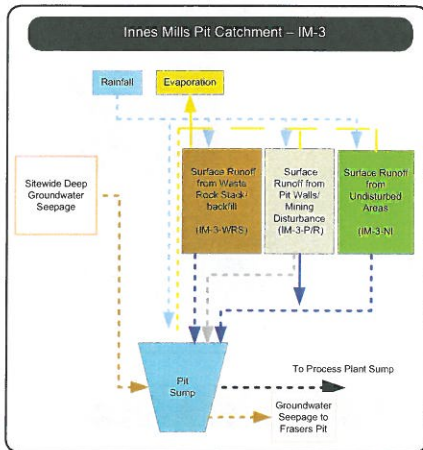 Innes Mills Pit Catchment – IM-3
Rainfall
Evaporation
Sitewide Deep
Groundwater
Seepage
Surface Runoff
from Waste
Rock Stack-
backfill
(IM-3-WRS)
Surface
Runoff from
Pit Walls/
Mining
Disturbance
(IM-3-P/R)
Surface
Runoff from
Undisturbed
Areas
(IM-3-NI
Pit
Sump
To Process Plant Sump
Groundwater
Seepage to
Frasers Pit